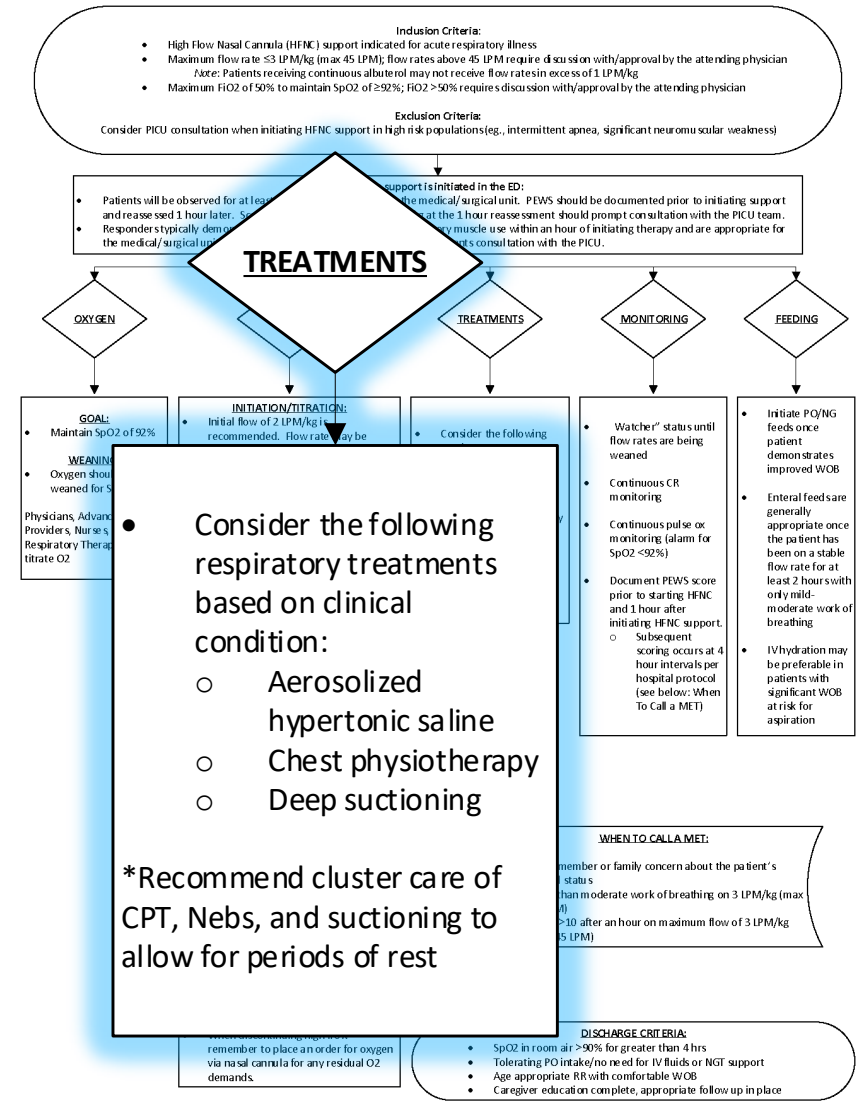 Inclusion Criteria:
• High Flow Nasal Cannula (HFNC) support indicated for acute respiratory illness
• Maximum flow rate ≤3 LPM/kg (max 45 LPM); flow rates above 45 LPM require discussion with/approval by the attending physician
Note: Patients receiving continuous albuterol may not receive flow rates in excess of 1 LPM/kg
• Maximum FiO2 of 50% to maintain SpO2 of ≥92%; FiO2 >50% requires discussion with/approval by the attending physician
Exclusion Criteria:
Consider PICU consultation when initiating HFNC support in high risk populations (eg., intermittent apnea, significant neuromuscular weakness)
support is initiated in the ED:
• Patients will be observed for at least the medical/surgical unit. PEWS should be documented prior to initiating support
and reassessed 1 hour later. at the 1 hour reassessment should prompt consultation with the PICU team.
• Responders typically muscle use within an hour of initiating therapy and are appropriate for
the medical/surgical consultation with the PICU.
TREATMENTS
OXYGEN
TREATMENTS
MONITORING
FEEDING
GOAL:
• Maintain SpO2 of 92%
• Oxygen
weaned for
Physicians,
Providers, Nurses,
Respiratory
titrate O2
INITIATION/TITRATION:
• Initial flow of 2 LPM/kg is
recommended. Flow rate may be
• Consider the following
• Watcher" status until
flow rates are being
weaned
• Continuous CR
monitoring
• Continuous pulse ox
monitoring (alarm for
SpO2 <92%)
• Document PEWS score
prior to starting HFNC
and 1 hour after
initiating HFNC support.
o Subsequent
scoring occurs at 4
hour intervals per
hospital protocol
(see below: When
To Call a MET)
• Initiate PO/NG
feeds once
patient
demonstrates
improved WOB
• Enteral feeds are
generally
appropriate once
the patient has
been on a stable
flow rate for at
least 2 hours with
only mild-
moderate work of
breathing
• IV hydration may
be preferable in
patients with
significant WOB
at risk for
aspiration
• Consider the following
respiratory treatments
based on clinical
condition:
o Aerosolized
hypertonic saline
o Chest physiotherapy
o Deep suctioning
*Recommend cluster care of
CPT, Nebs, and suctioning to
allow for periods of rest
WHEN TO CALL A MET:
member or family concern about the patient's
status
than moderate work of breathing on 3 LPM/kg (max
>10 after an hour on maximum flow of 3 LPM/kg
LPM)
remember to place an order for oxygen
via nasal cannula for any residual O2
demands.
DISCHARGE CRITERIA:
• SpO2 in room air >90% for greater than 4 hrs
• Tolerating PO intake/no need for IV fluids or NGT support
• Age appropriate RR with comfortable WOB
• Caregiver education complete, appropriate follow up in place